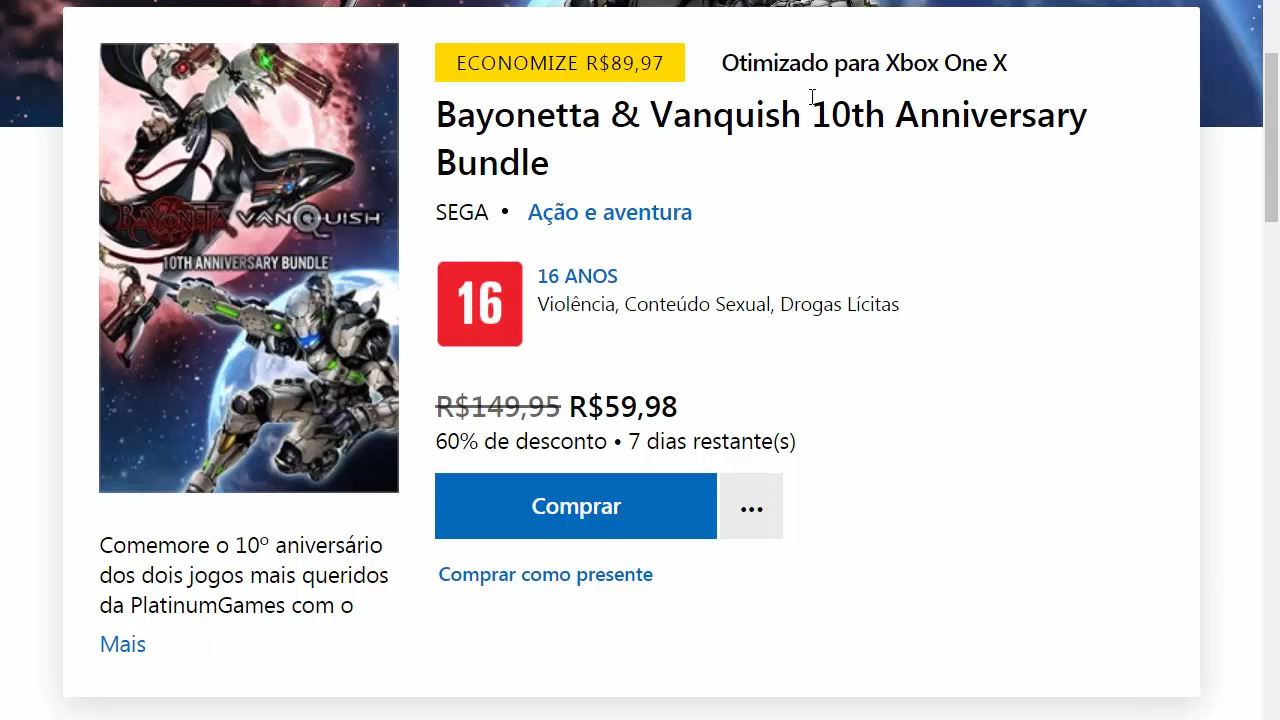 ECONOMIZE R$89,97
Otimizado para Xbox One X
Bayonetta & Vanquish 10th Anniversary
Bundle
SEGA • Ação e aventura
16
16 ANOS
Violência, Conteúdo Sexual, Drogas Lícitas
R$149,95 R$59,98
60% de desconto • 7 dias restante(s)
Comprar
...
Comprar como presente
BAYONETTA VANQUISH
10TH ANNIVERSARY BUNDLE
Comemore o 10º aniversário
dos dois jogos mais queridos
da PlatinumGames com o
Mais